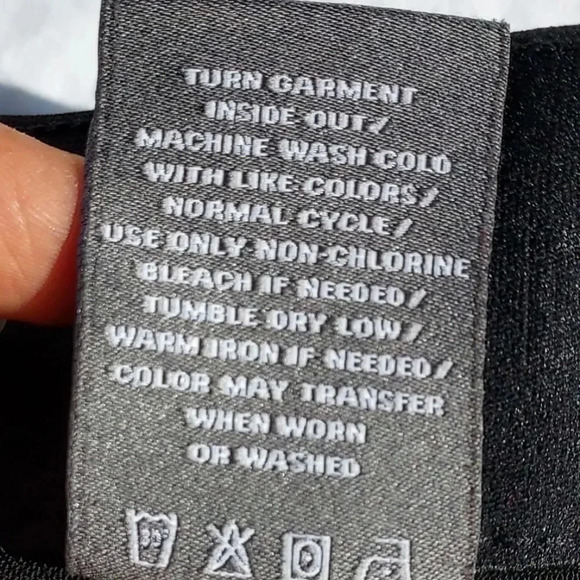 TURN GARMENT
INSIDE OUT/
MACHINE WASH COLD
WITH LIKE COLORS/
NORMAL CYCLE/
USE ONLY NON-CHLORINE
BLEACH IF NEEDED/
TUMBLE DRY LOW/
WARM IRON IF NEEDED/
COLOR MAY TRANSFER
WHEN WORN
OR WASHED
30°